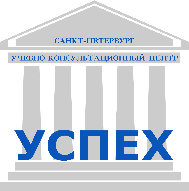 САНКТ-ПЕТЕРБУРГ
УЧЕБНО-КОНСУЛЬТАЦИОННЫЙ ЦЕНТР
УСПЕХ